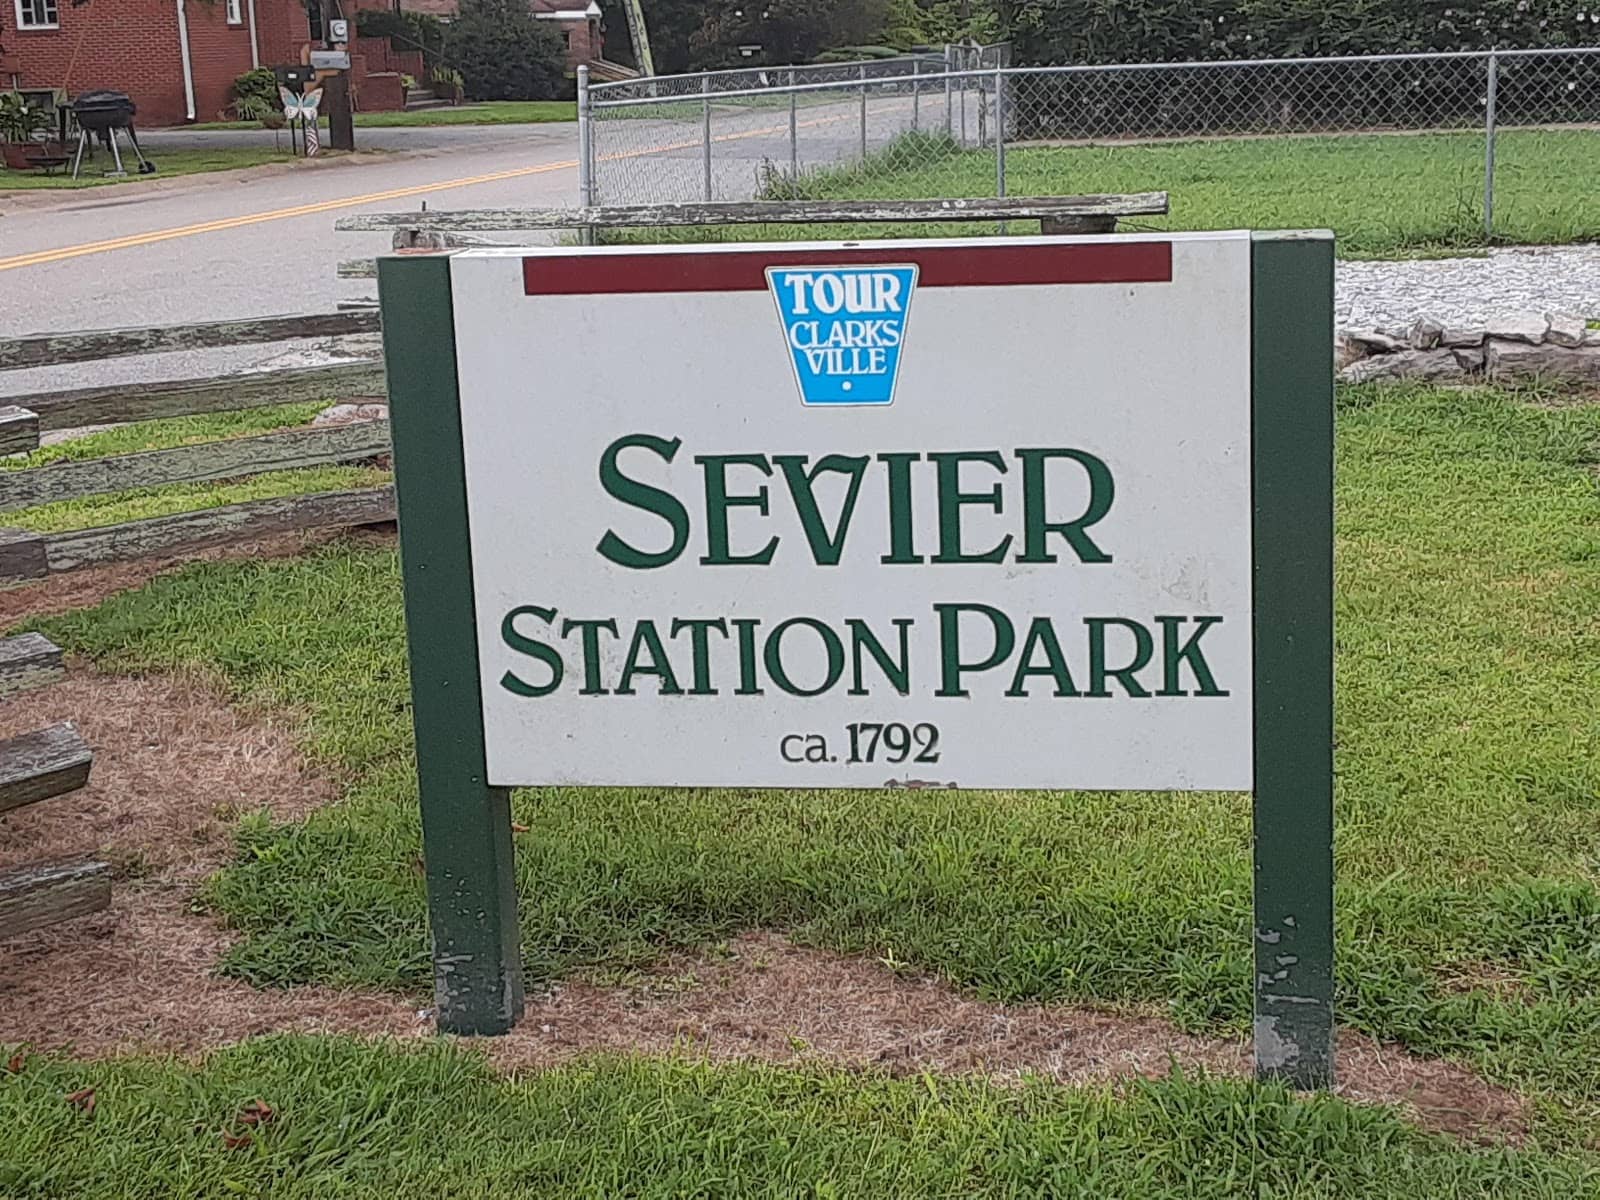 TOUR
CLARKS
VILLE
SEVIER
STATION PARK
ca. 1792